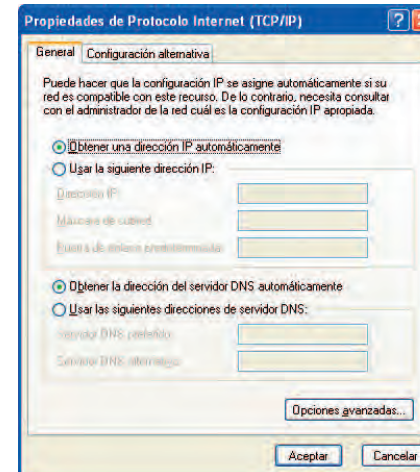 Propiedades de Protocolo Internet (TCP/IP)
General
Configuración alternativa
Puede hacer que la configuración IP se asigne automáticamente si su
red es compatible con este recurso. De lo contrario, necesita consultar
con el administrador de la red cuál es la configuración IP apropiada.
Obtener una dirección IP automáticamente
Usar la siguiente dirección IP:
Dirección IP:
Máscara de subred:
Puerta de enlace predeterminada:
Obtener la dirección del servidor DNS automáticamente
Usar las siguientes direcciones de servidor DNS:
Servidor DNS preferido:
Servidor DNS alternativo:
Opciones avanzadas...
Aceptar
Cancelar